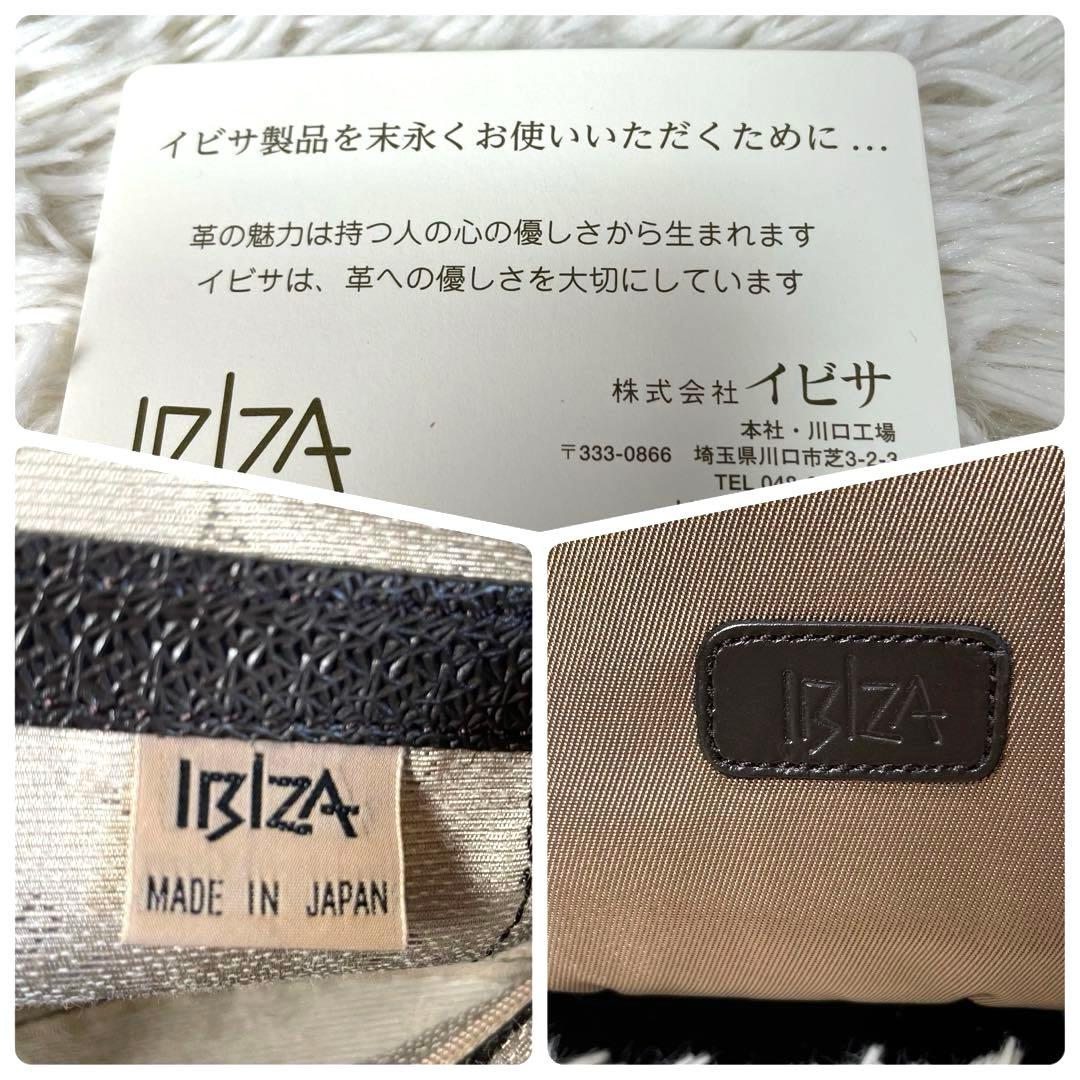 イビサ製品を末永くお使いいただくために...
革の魅力は持つ人の心の優しさから生まれます
イビサは、革への優しさを大切にしています
IBIZA
株式会社イビサ
本社・川口工場
〒333-0866 埼玉県川口市芝3-2-3
TEL
IBIZA
MADE IN JAPAN
IBIZA